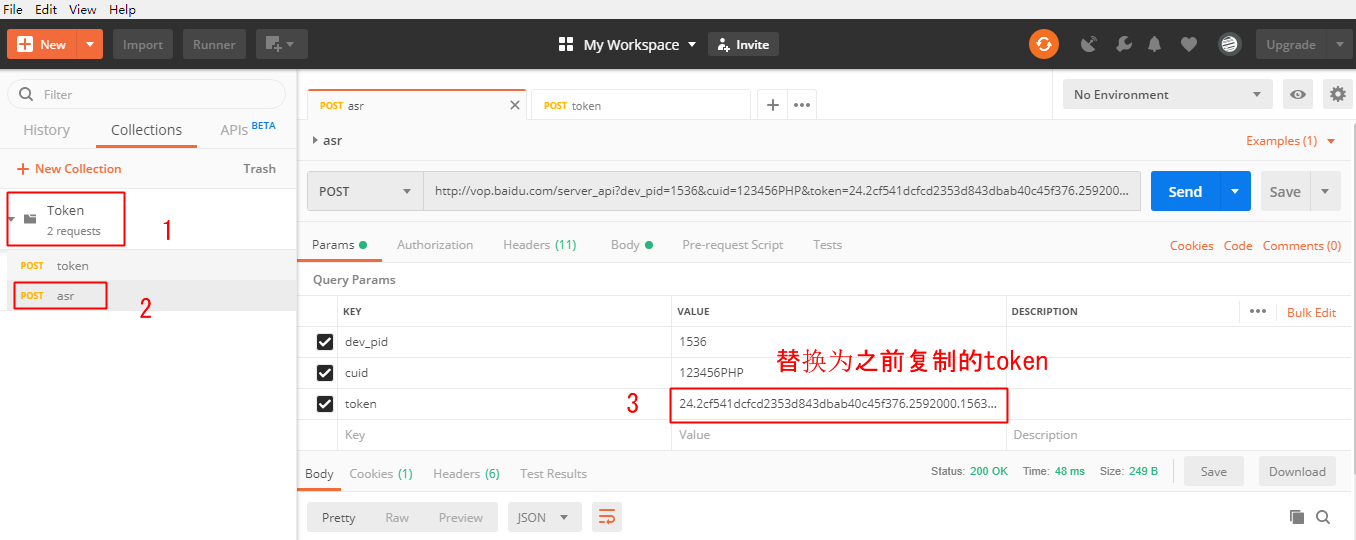 File Edit View Help
New Import Runner My Workspace Invite Upgrade
Filter
History Collections APIs BETA
New Collection Trash
Token
2 requests
1
POST token
POST asr
2
POST asr POST token No Environment
asr Examples (1)
POST http://vop.baidu.com/server_api?dev_pid=1536&cuid=123456PHP&token=24.2cf541dcfcd2353d843dbab40c45f376.259200... Send Save
Params Authorization Headers (11) Body Pre-request Script Tests Cookies Code Comments (0)
Query Params
KEY VALUE DESCRIPTION Bulk Edit
dev_pid 1536
替换为之前复制的token
cuid 123456PHP
3
token 24.2cf541dcfcd2353d843dbab40c45f376.2592000.1563...
Key Value Description
Body Cookies (1) Headers (6) Test Results Status: 200 OK Time: 48 ms Size: 249 B Save Download
Pretty Raw Preview JSON